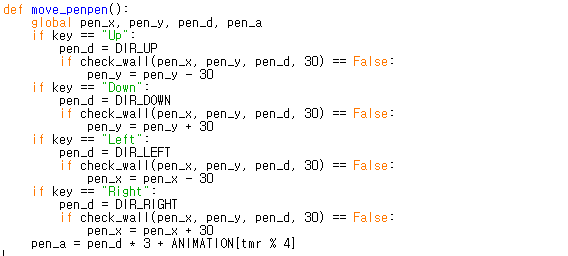 def move_penpen():
    global pen_x, pen_y, pen_d, pen_a
    if key == "Up":
        pen_d = DIR_UP
        if check_wall(pen_x, pen_y, pen_d, 30) == False:
            pen_y = pen_y - 30
    if key == "Down":
        pen_d = DIR_DOWN
        if check_wall(pen_x, pen_y, pen_d, 30) == False:
            pen_y = pen_y + 30
    if key == "Left":
        pen_d = DIR_LEFT
        if check_wall(pen_x, pen_y, pen_d, 30) == False:
            pen_x = pen_x - 30
    if key == "Right":
        pen_d = DIR_RIGHT
        if check_wall(pen_x, pen_y, pen_d, 30) == False:
            pen_x = pen_x + 30
    pen_a = pen_d * 3 + ANIMATION[tmr % 4]